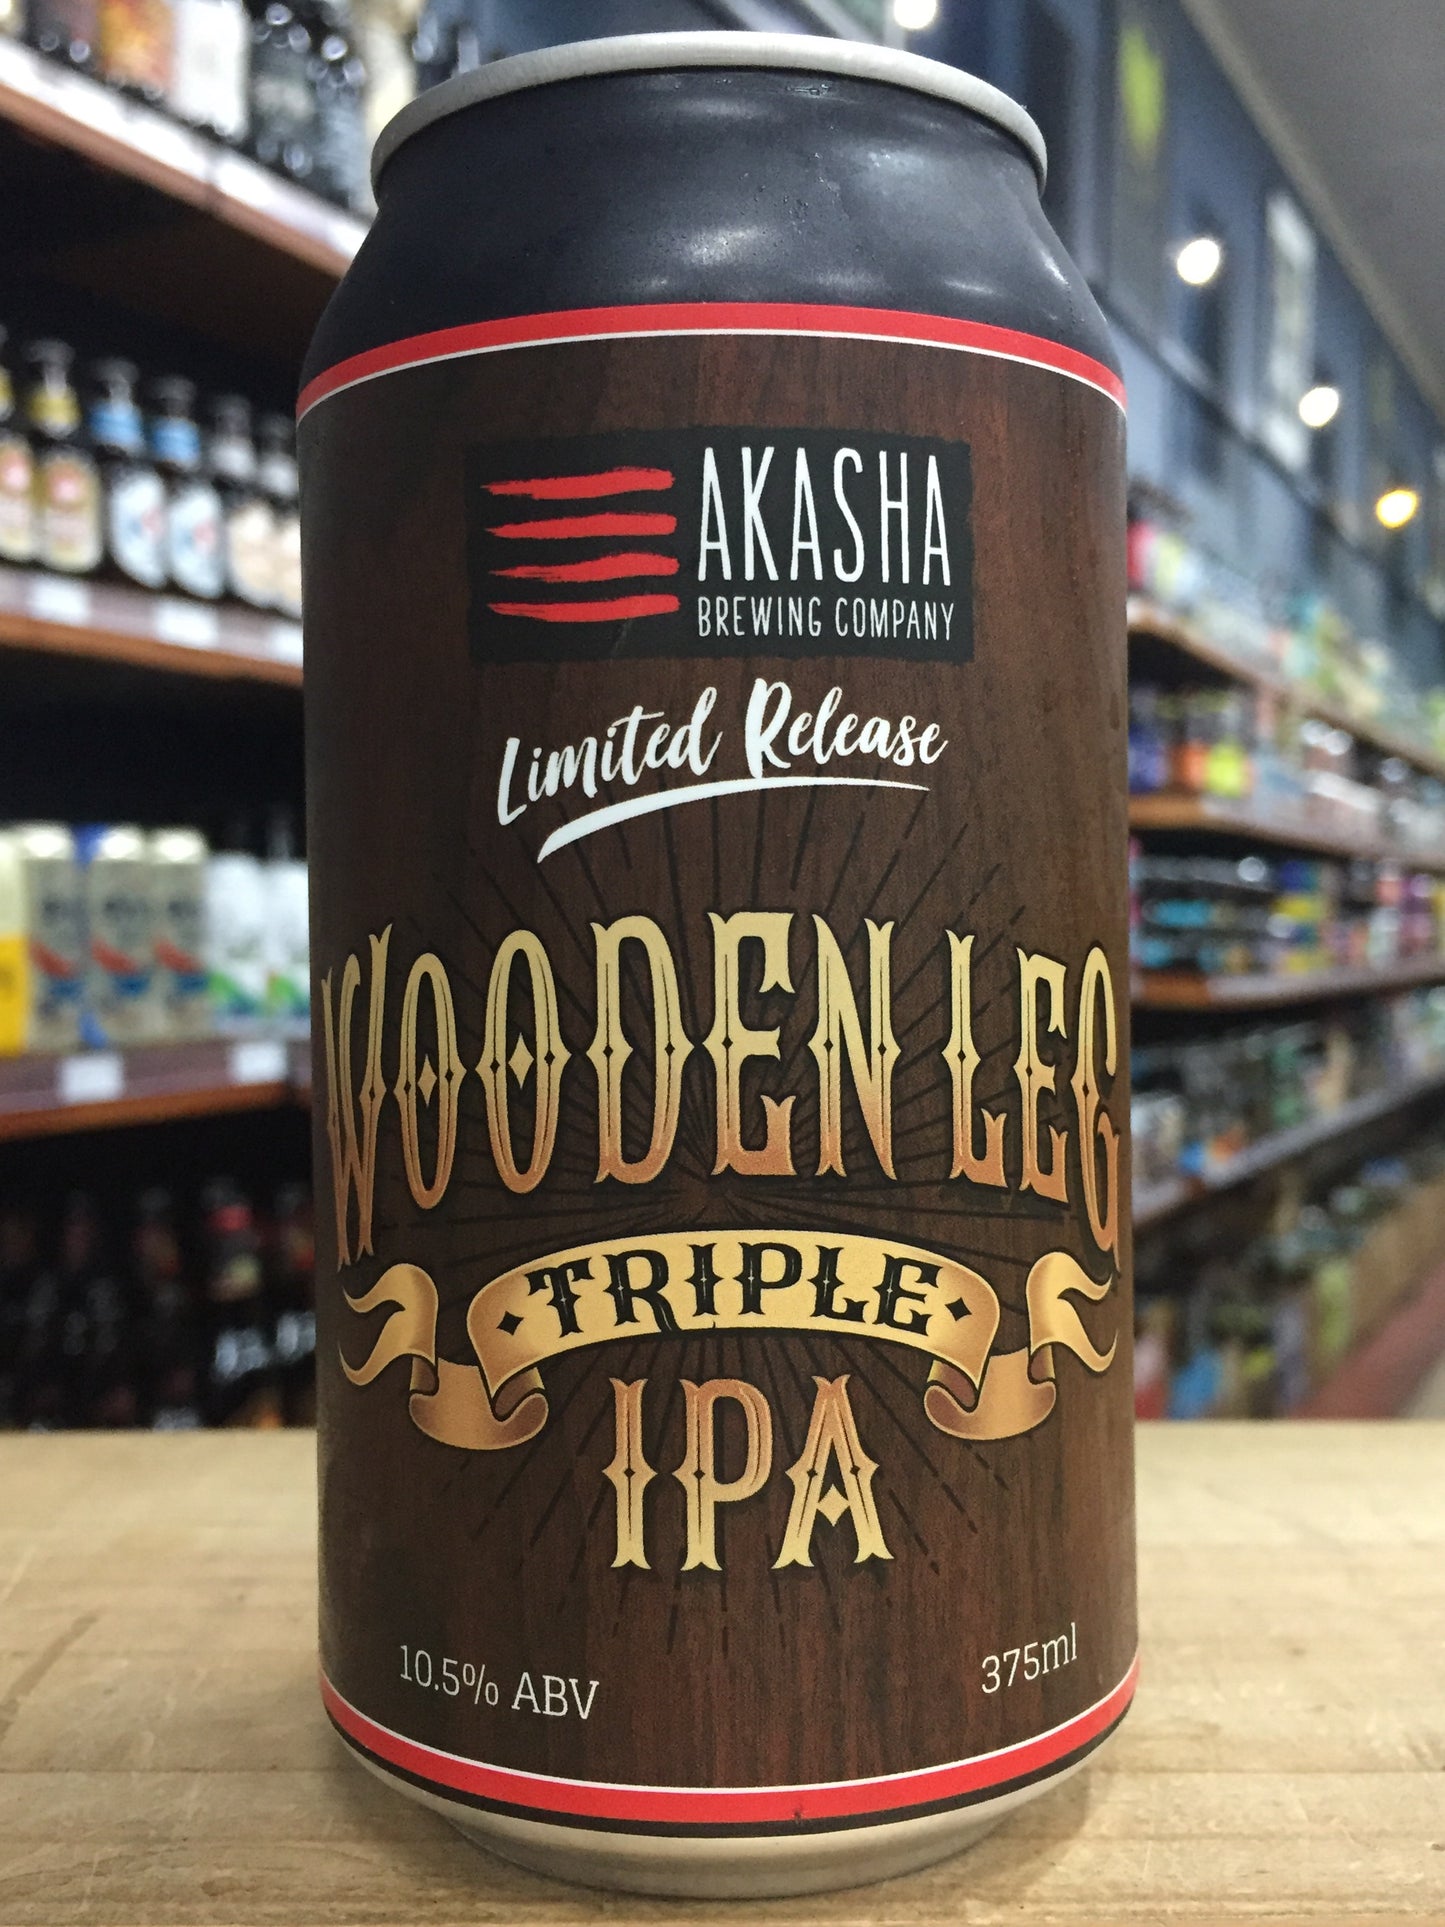 AKASHA
BREWING COMPANY
Limited Release
WOODEN LEG
TRIPLE
IPA
10.5% ABV
375ml